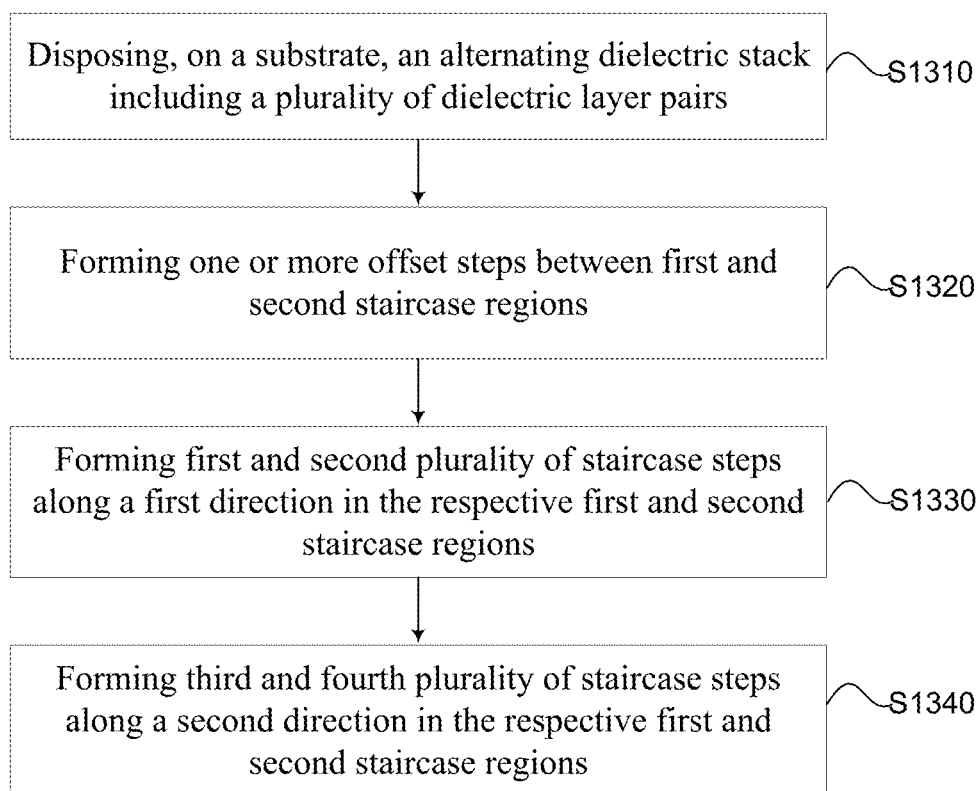 Disposing, on a substrate, an alternating dielectric stack
including a plurality of dielectric layer pairs
S1310
Forming one or more offset steps between first and
second staircase regions
S1320
Forming first and second plurality of staircase steps
along a first direction in the respective first and second
staircase regions
S1330
Forming third and fourth plurality of staircase steps
along a second direction in the respective first and
second staircase regions
S1340